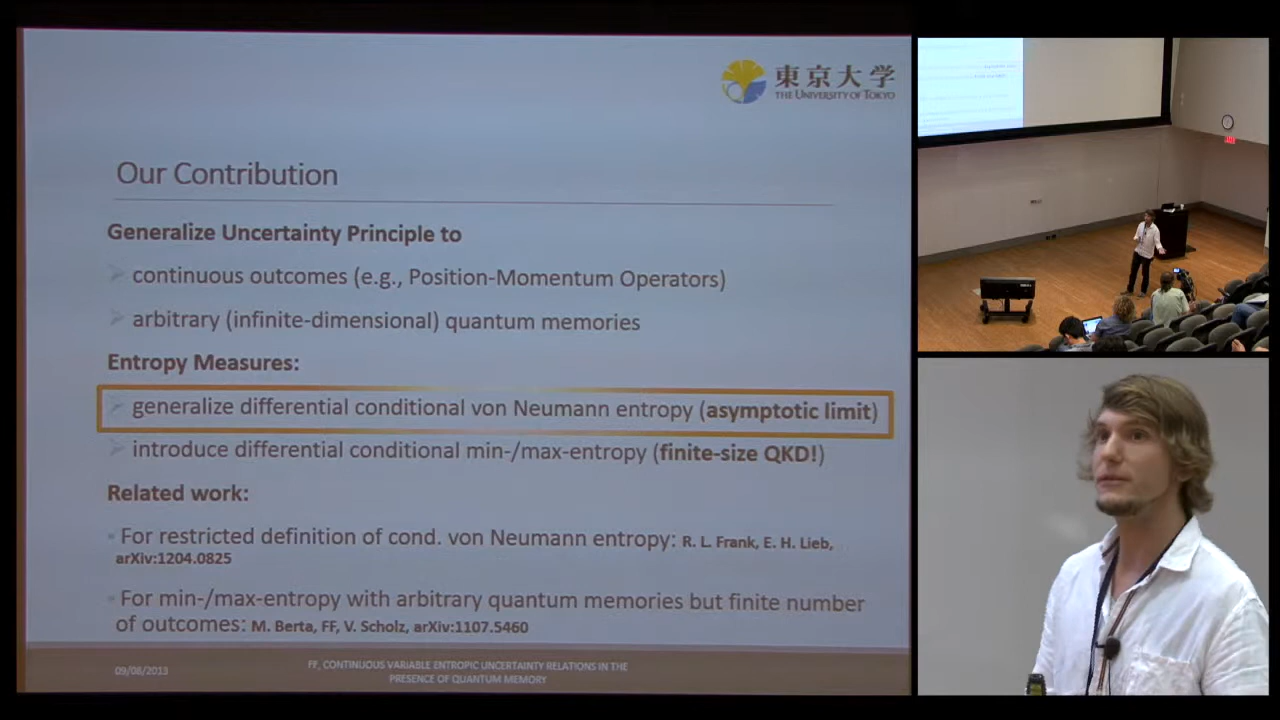 東京大学
THE UNIVERSITY OF TOKYO
Our Contribution
Generalize Uncertainty Principle to
continuous outcomes (e.g., Position-Momentum Operators)
arbitrary (infinite-dimensional) quantum memories
Entropy Measures:
generalize differential conditional von Neumann entropy (asymptotic limit)
introduce differential conditional min-/max-entropy (finite-size QKD!)
Related work:
For restricted definition of cond. von Neumann entropy: R. L. Frank, E. H. Lieb,
arXiv:1204.0825
For min-/max-entropy with arbitrary quantum memories but finite number
of outcomes: M. Berta, FF, V. Scholz, arXiv:1107.5460
09/08/2013
FF, CONTINUOUS VARIABLE ENTROPIC UNCERTAINTY RELATIONS IN THE
PRESENCE OF QUANTUM MEMORY